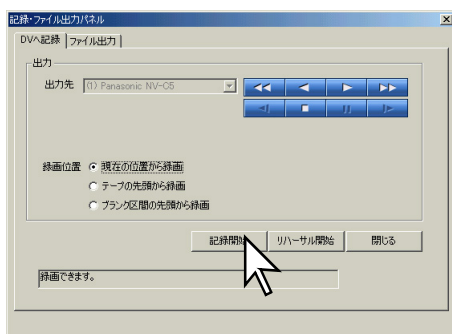 記録・ファイル出力パネル
DVへ記録 ファイル出力
出力
出力先 (1) Panasonic NV-C5
録画位置 現在の位置から録画
テープの先頭から録画
ブランク区間の先頭から録画
記録開始 リハーサル開始 閉じる
録画できます。